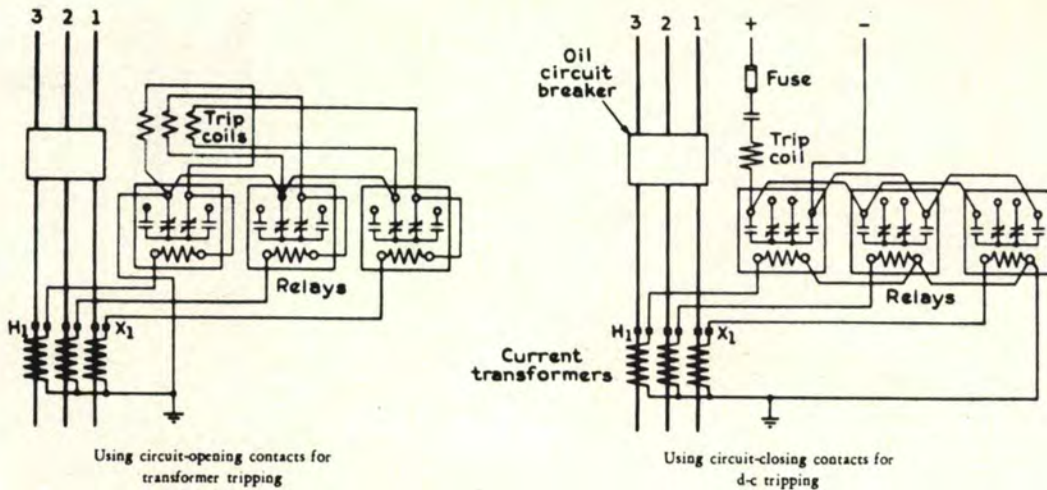 3 2 1
Trip
coils
Relays
H1 X1
Using circuit-opening contacts for
transformer tripping
3 2 1
+ -
Oil
circuit
breaker
Fuse
Trip
coil
Relays
H1 X1
Current
transformers
Using circuit-closing contacts for
d-c tripping